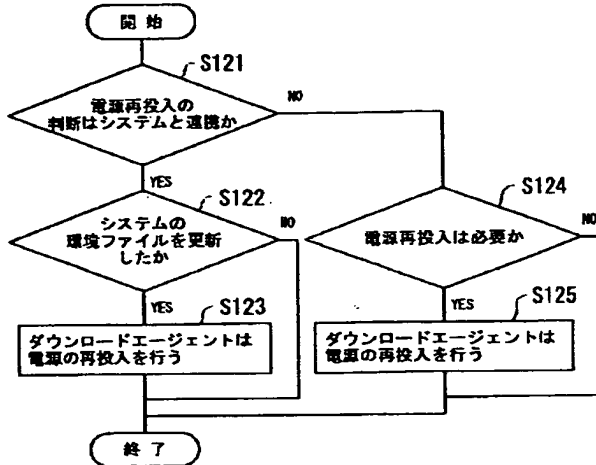 開始
S121
電源再投入の
判断はシステムと連携か
NO
YES
S122
システムの
環境ファイルを更新
したか
NO
YES
S123
ダウンロードエージェントは
電源の再投入を行う
S124
電源再投入は必要か
NO
YES
S125
ダウンロードエージェントは
電源の再投入を行う
終了